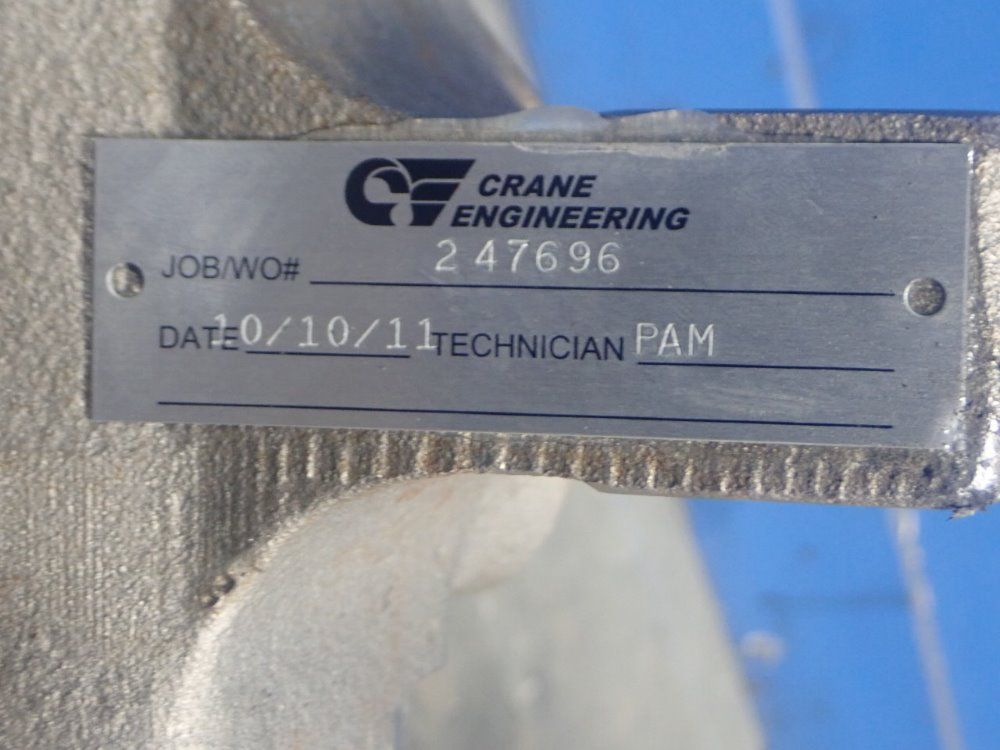 CRANE
ENGINEERING
JOB/WO# 247696
DATE 10/10/11 TECHNICIAN PAM